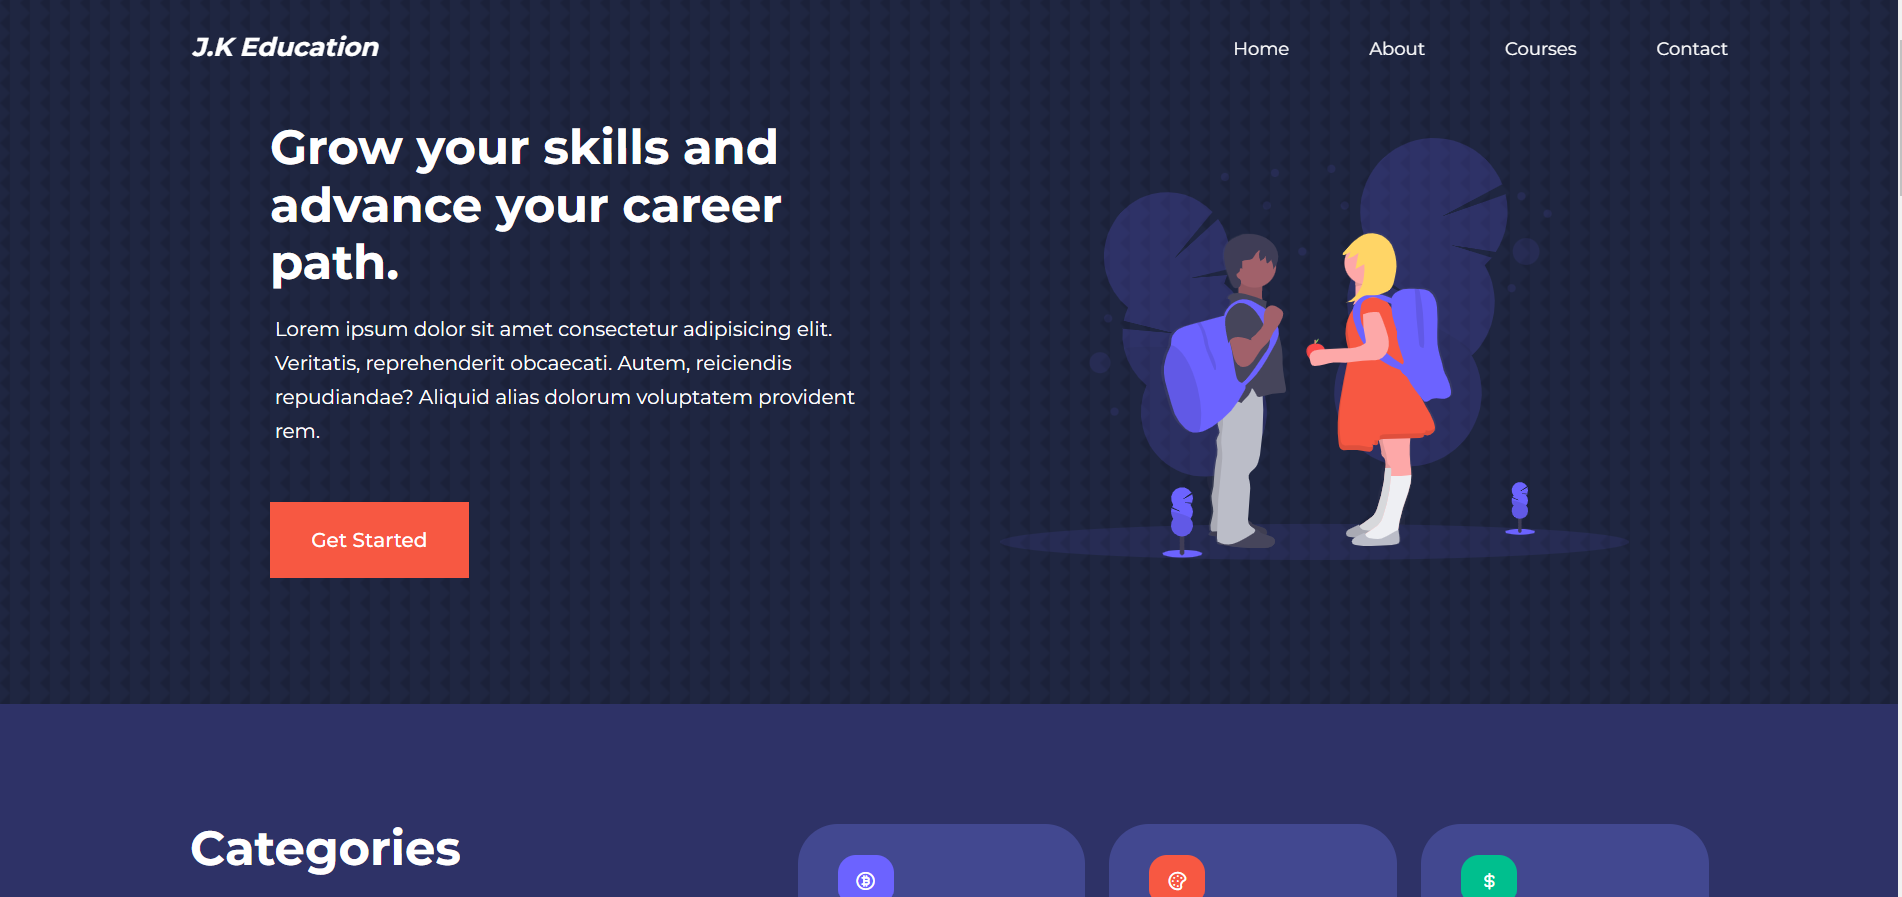 J.K Education
Home
About
Courses
Contact
Grow your skills and
advance your career
path.
Lorem ipsum dolor sit amet consectetur adipisicing elit.
Veritatis, reprehenderit obcaecati. Autem, reiciendis
repudiandae? Aliquid alias dolorum voluptatem provident
rem.
Get Started
Categories